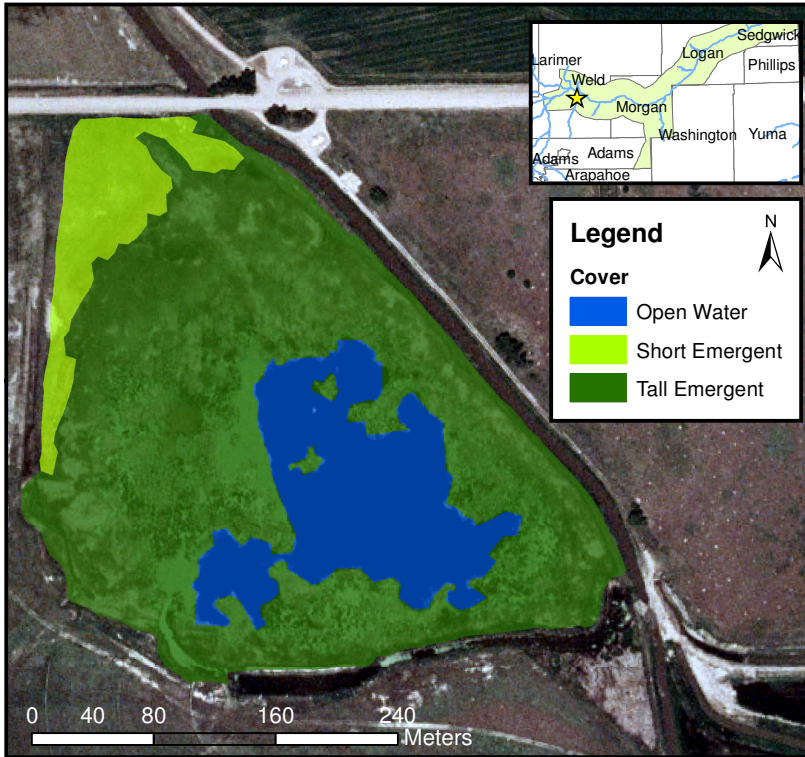 Sedgwick
Logan
Larimer
Phillips
Weld
Morgan
Washington
Yuma
Adams
Adams
Arapahoe
Legend
N
Cover
Open Water
Short Emergent
Tall Emergent
0 40 80 160 240
Meters